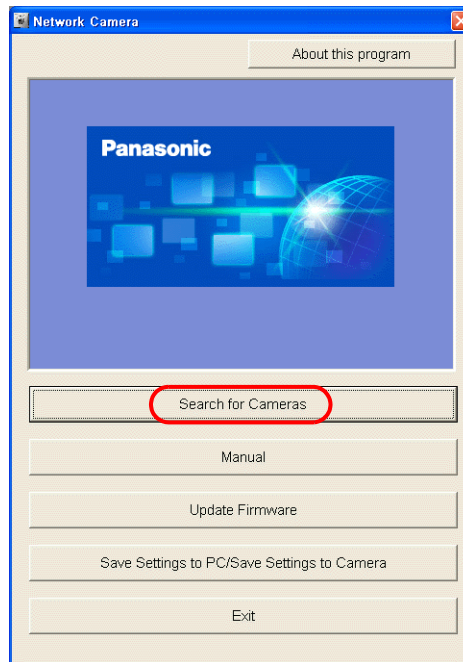 Network Camera
About this program
Panasonic
Search for Cameras
Manual
Update Firmware
Save Settings to PC/Save Settings to Camera
Exit